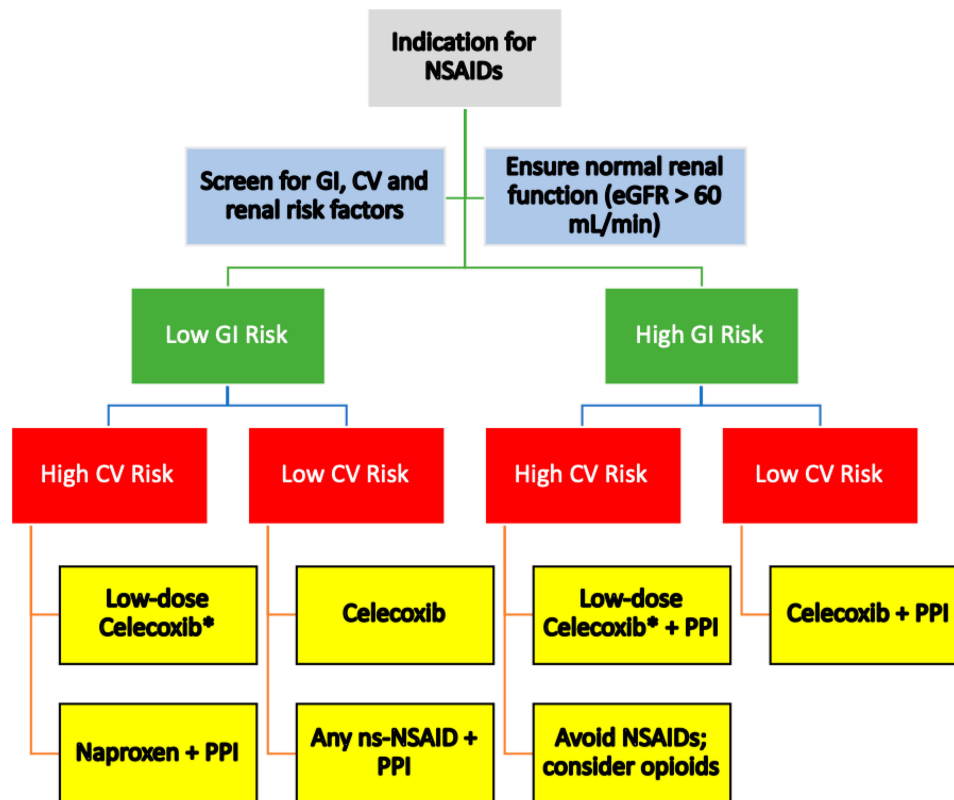 Indication for
NSAIDs
Screen for GI, CV and
renal risk factors
Ensure normal renal
function (eGFR > 60
mL/min)
Low GI Risk
High GI Risk
High CV Risk
Low CV Risk
High CV Risk
Low CV Risk
Low-dose
Celecoxib*
Celecoxib
Low-dose
Celecoxib* + PPI
Celecoxib + PPI
Naproxen + PPI
Any ns-NSAID +
PPI
Avoid NSAIDs;
consider opioids